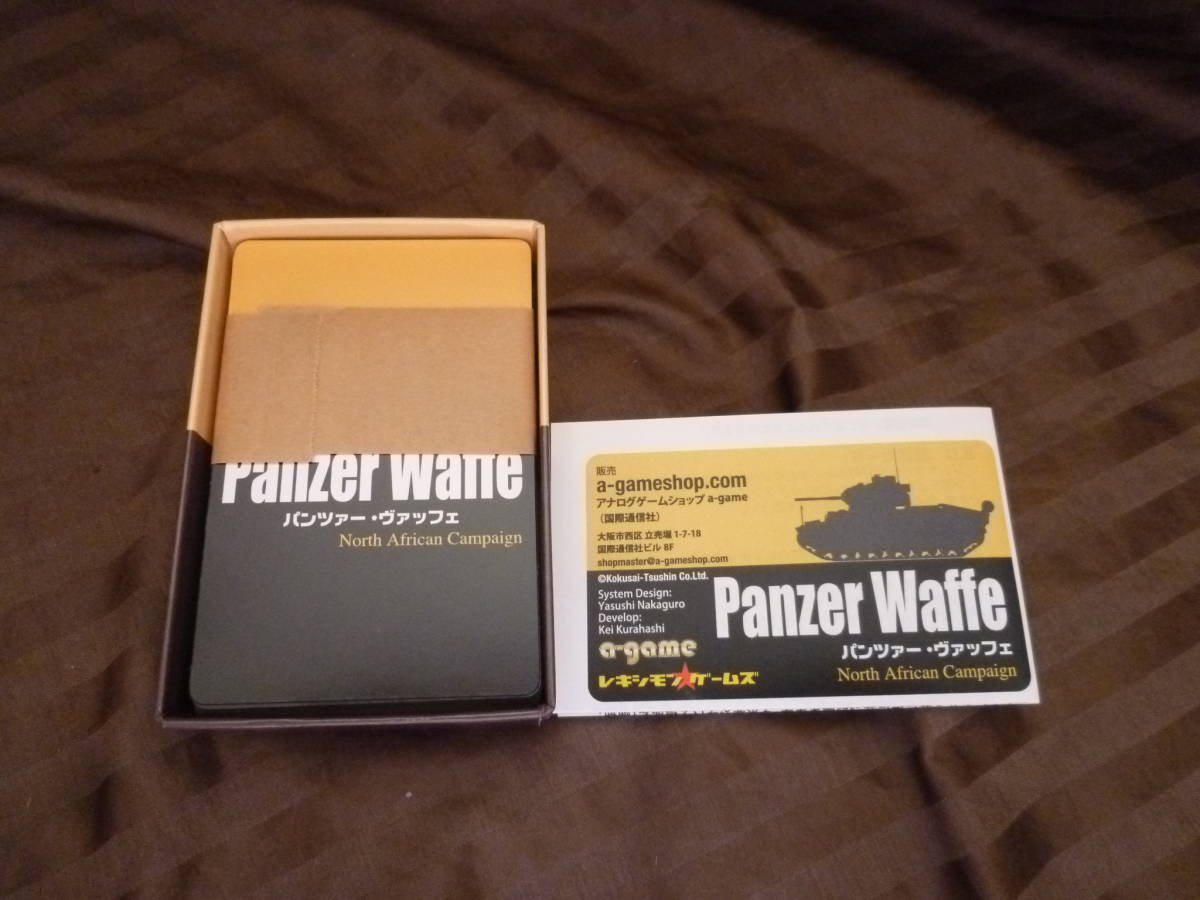 Panzer Waffe
パンツァー・ヴァッフェ
North African Campaign
販売
a-gameshop.com
アナログゲームショップ a-game
(国際通信社)
大阪市西区 立売堀 1-7-18
国際通信社ビル 8F
shopmaster@a-gameshop.com
©Kokusai-Tsushin Co.Ltd.
System Design:
Yasushi Nakaguro
Develop:
Kei Kurahashi
a-game
レキシモン★ゲームズ
Panzer Waffe
パンツァー・ヴァッフェ
North African Campaign